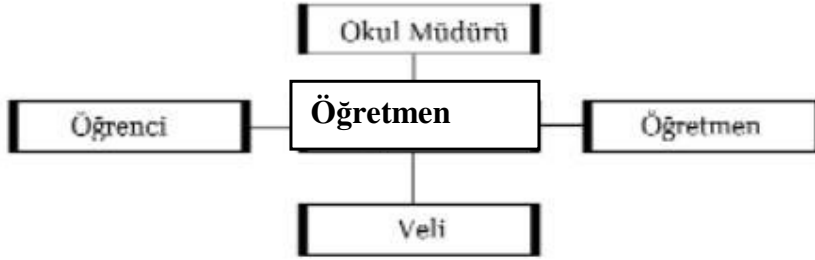 Okul Müdürü
Öğrenci
Öğretmen
Öğretmen
Veli